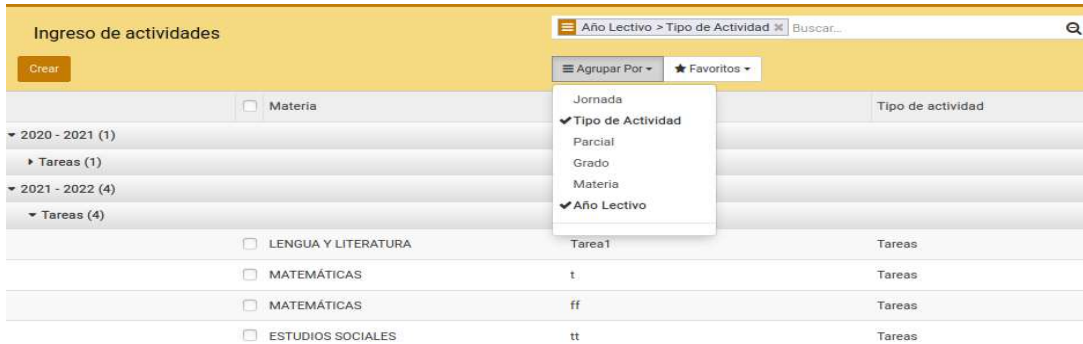 Ingreso de actividades
Año Lectivo > Tipo de Actividad Buscar...
Crear
Agrupar Por
Favoritos
Jornada
Tipo de Actividad
Parcial
Grado
Materia
Año Lectivo
Materia Tipo de actividad
2020 - 2021 (1)
Tareas (1)
2021 - 2022 (4)
Tareas (4)
LENGUA Y LITERATURA Tarea1 Tareas
MATEMÁTICAS t Tareas
MATEMÁTICAS ff Tareas
ESTUDIOS SOCIALES tt Tareas